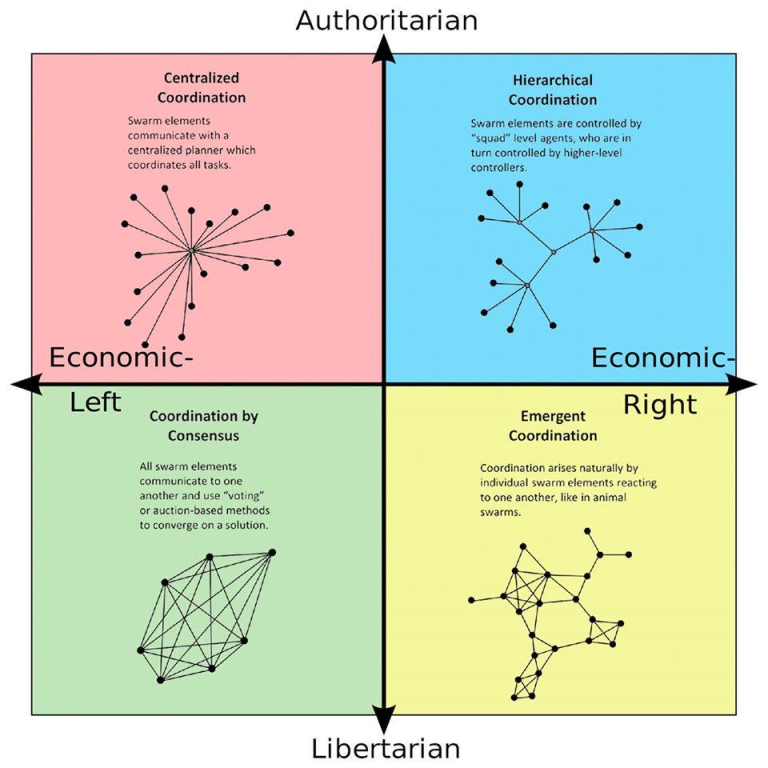 Authoritarian
Centralized
Coordination
Swarm elements
communicate with a
centralized planner which
coordinates all tasks.
Hierarchical
Coordination
Swarm elements are controlled by
“squad” level agents, who are in
turn controlled by higher-level
controllers.
Economic-
Left
Economic-
Right
Coordination by
Consensus
All swarm elements
communicate to one
another and use “voting”
or auction-based methods
to converge on a solution.
Emergent
Coordination
Coordination arises naturally by
individual swarm elements reacting
to one another, like in animal
swarms.
Libertarian